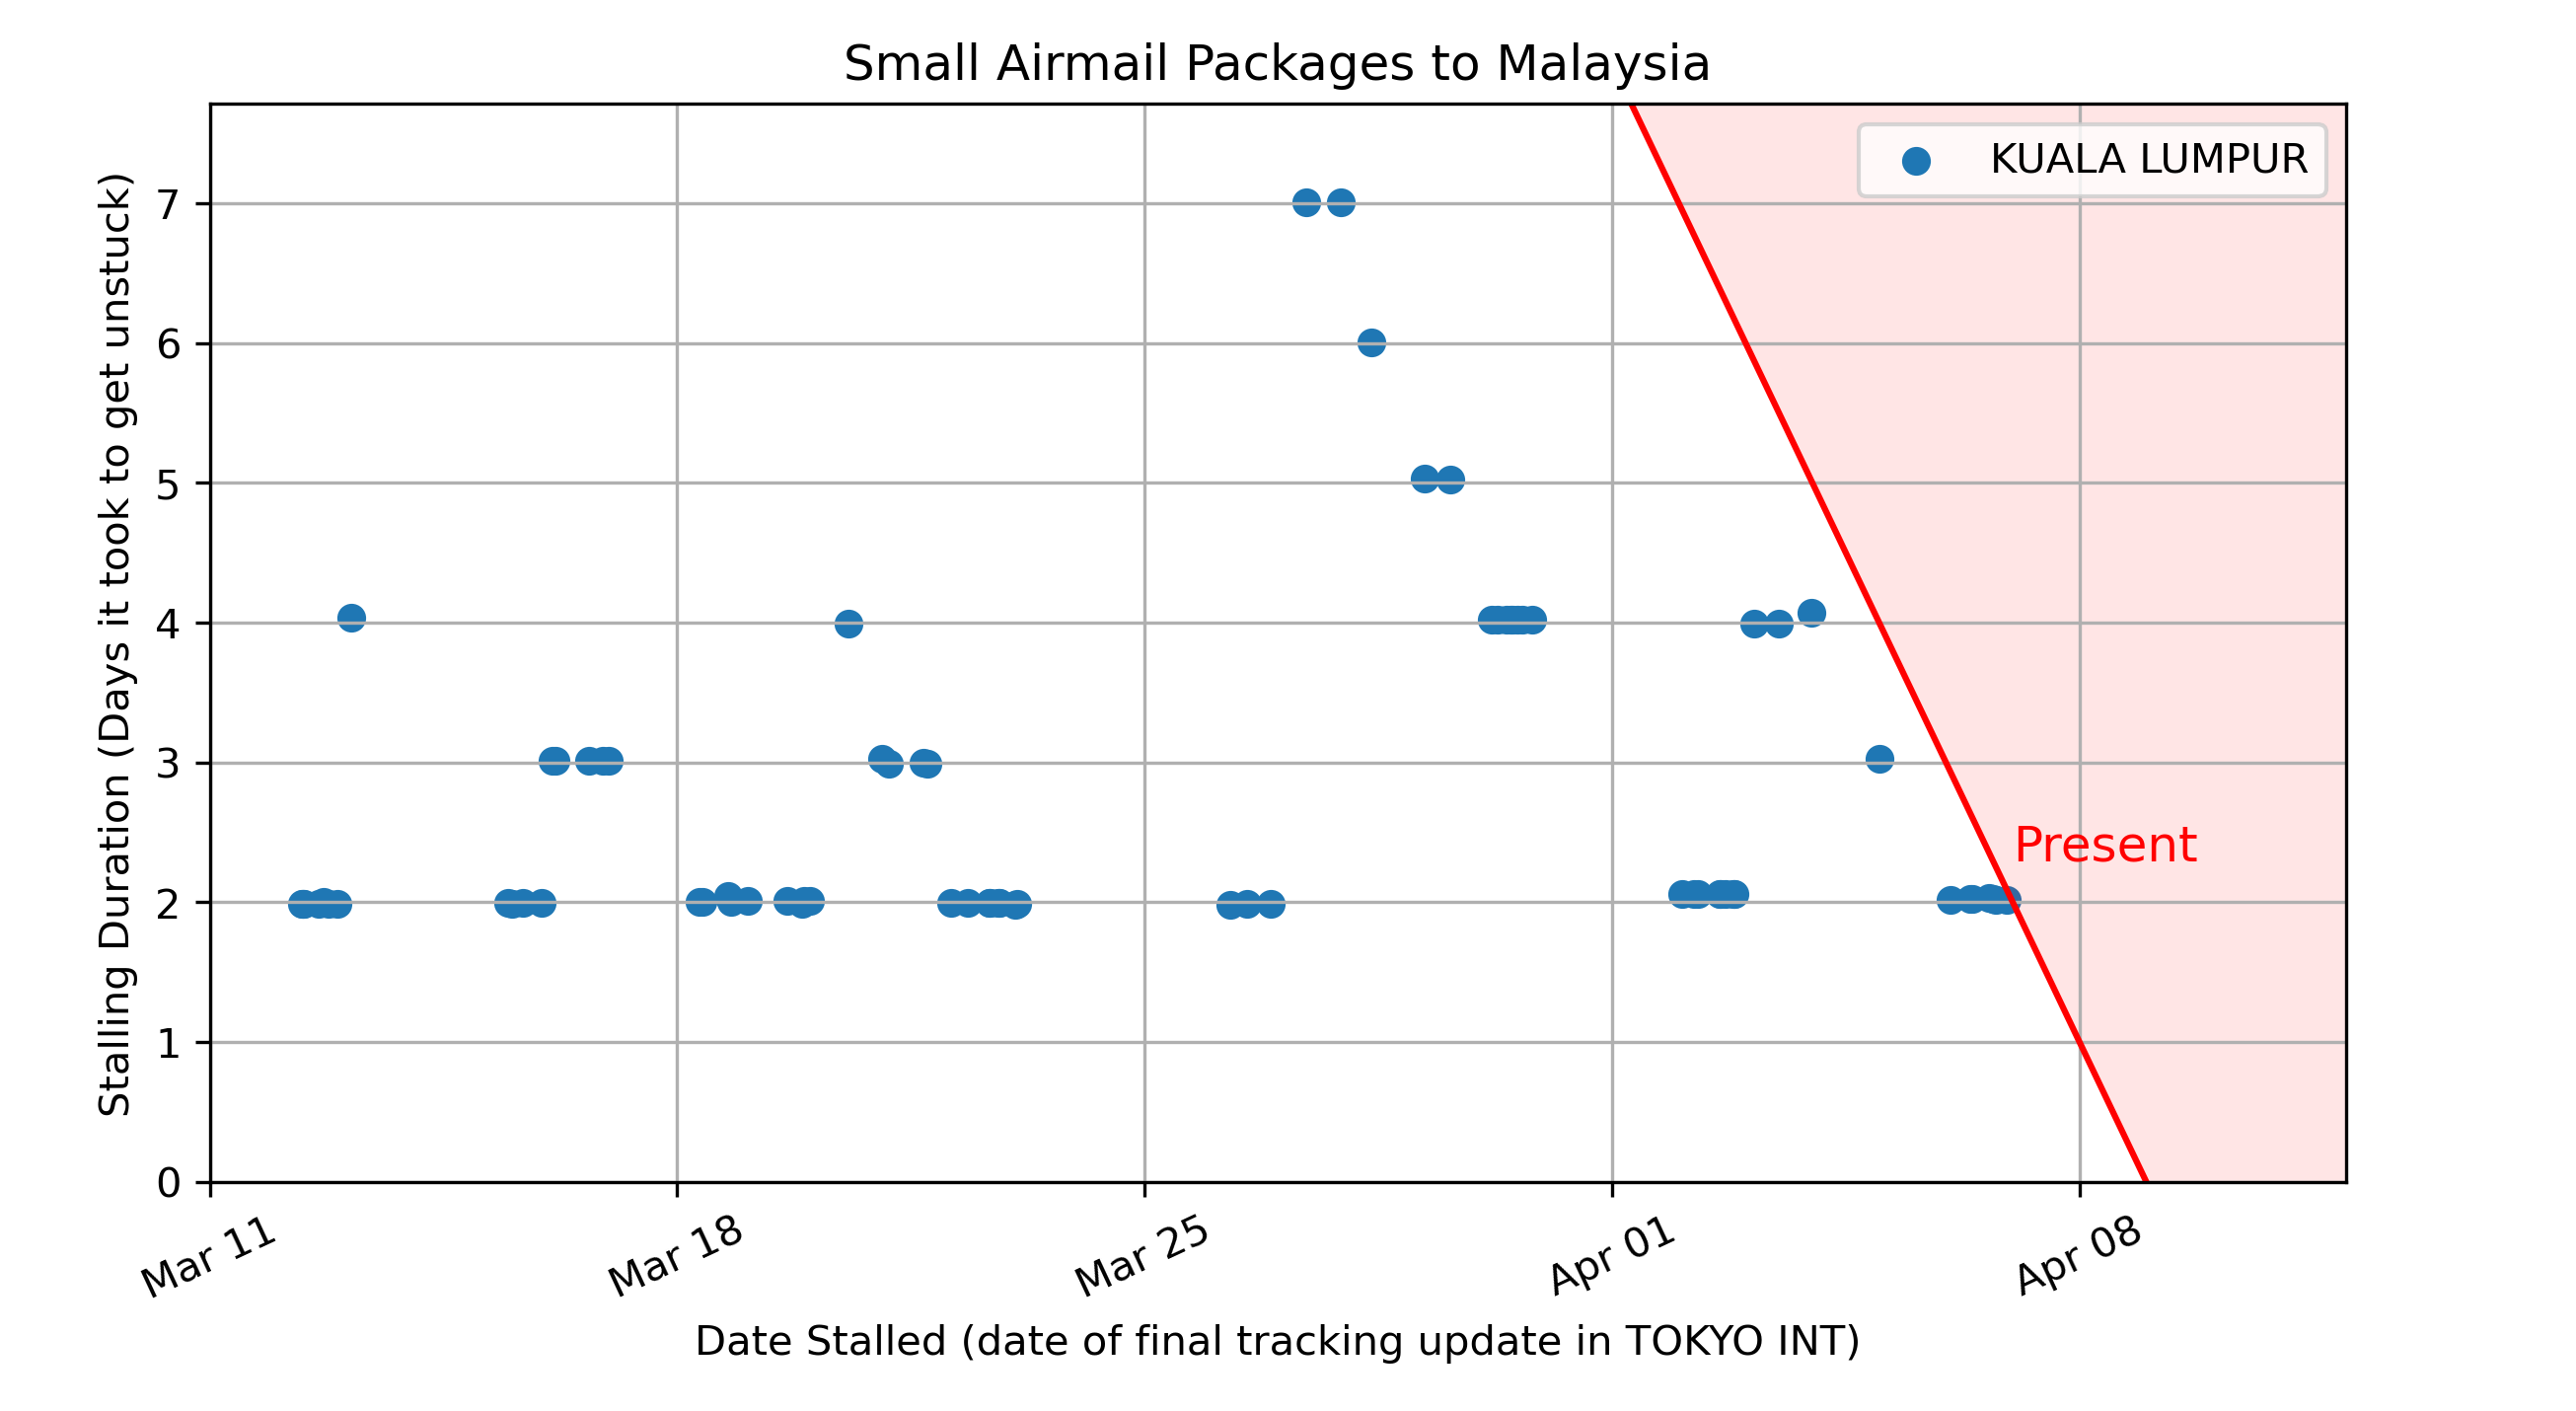 Small Airmail Packages to Malaysia
KUALA LUMPUR
Stalling Duration (Days it took to get unstuck)
7
6
5
4
3
2
1
0
Present
Mar 11
Mar 18
Mar 25
Apr 01
Apr 08
Date Stalled (date of final tracking update in TOKYO INT)